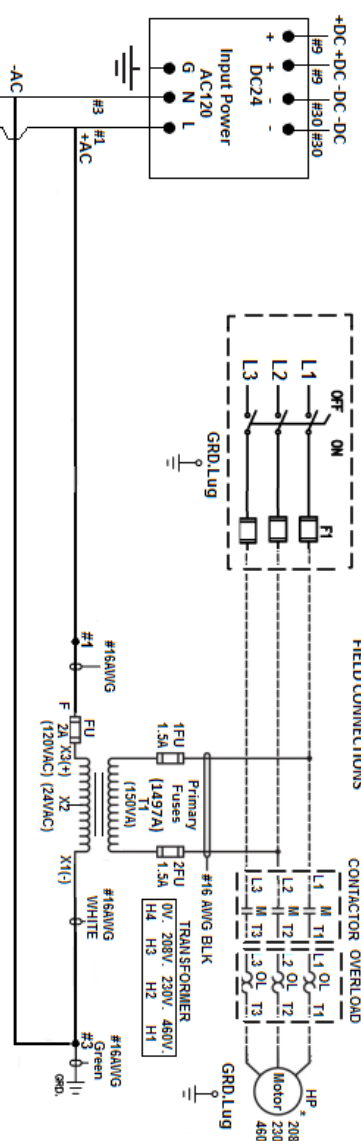 +DC +DC -DC -DC
#9 #9 #30 #30
+ + - -
DC24
Input Power
AC120
G N L
-AC
#3
#1
+AC
OFF
ON
L1
L2
L3
F1
GRD.Lug
FIELD CONNECTIONS
#1
#16AWG
FU
F 2A
X3(+) X2 X1(-)
(120VAC) (24VAC)
1FU
1.5A
Primary
Fuses
(1497A)
T1
(150VA)
2FU
1.5A
#16 AWG BLK
TRANSFORMER
0V. 208V. 230V. 460V.
H4 H3 H2 H1
#16AWG
WHITE
#3
#16AWG
Green
GRD.
CONTACTOR
L1 M T1
L2 M T2
L3 M T3
OVERLOAD
L1 OL T1
L2 OL T2
L3 OL T3
HP
Motor
208
230
460
GRD.Lug